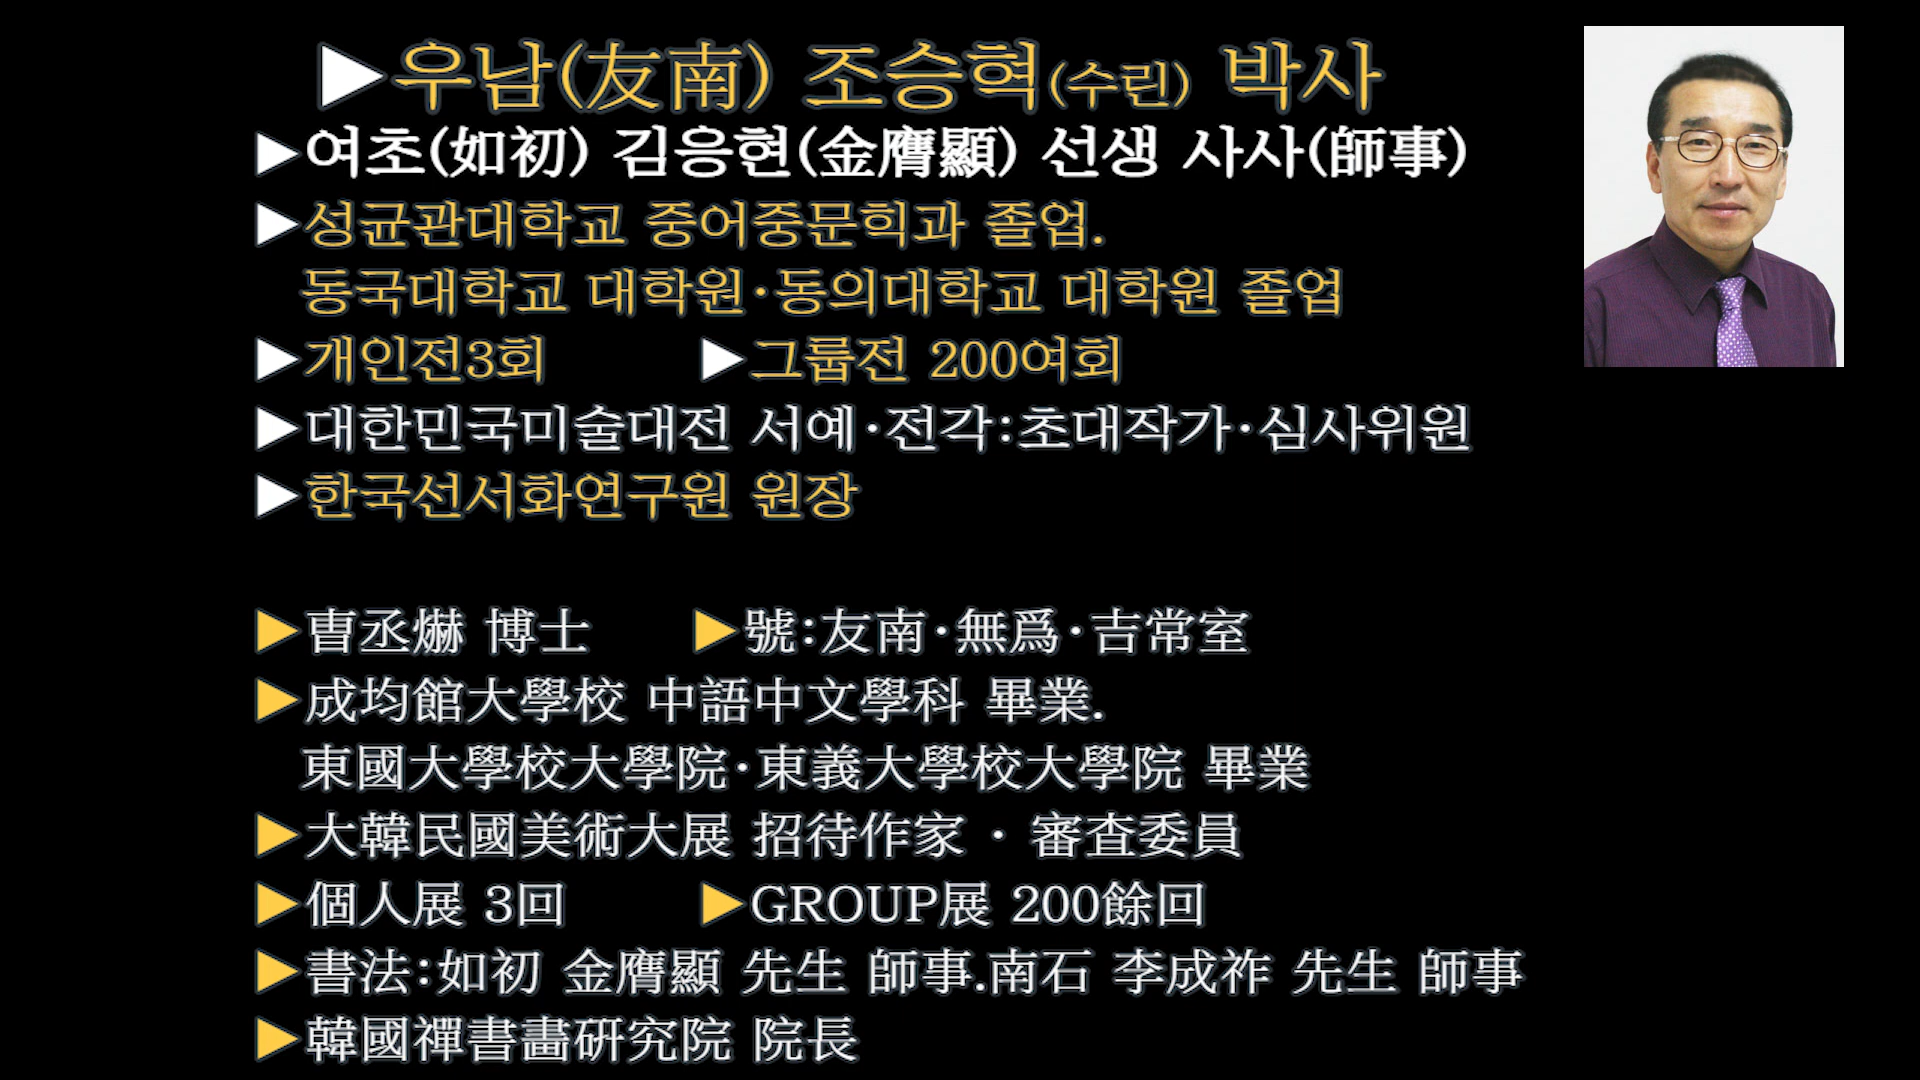 ▶우남(友南) 조승혁(수린) 박사
▶여초(如初) 김응현(金膺顯) 선생 사사(師事)
▶성균관대학교 중어중문힉과 졸업.
동국대학교 대학원·동의대학교 대학원 졸업
▶개인전3회 ▶그룹전 200여회
▶대한민국미술대전 서예·전각:초대작가·심사위원
▶한국선서화연구원 원장
▶曺丞爀 博士 ▶號:友南·無爲·吉常室
▶成均館大學校 中語中文學科 畢業.
東國大學校大學院·東義大學校大學院 畢業
▶大韓民國美術大展 招待作家 · 審査委員
▶個人展 3回 ▶GROUP展 200餘回
▶書法:如初 金膺顯 先生 師事.南石 李成祚 先生 師事
▶韓國禪書畵硏究院 院長